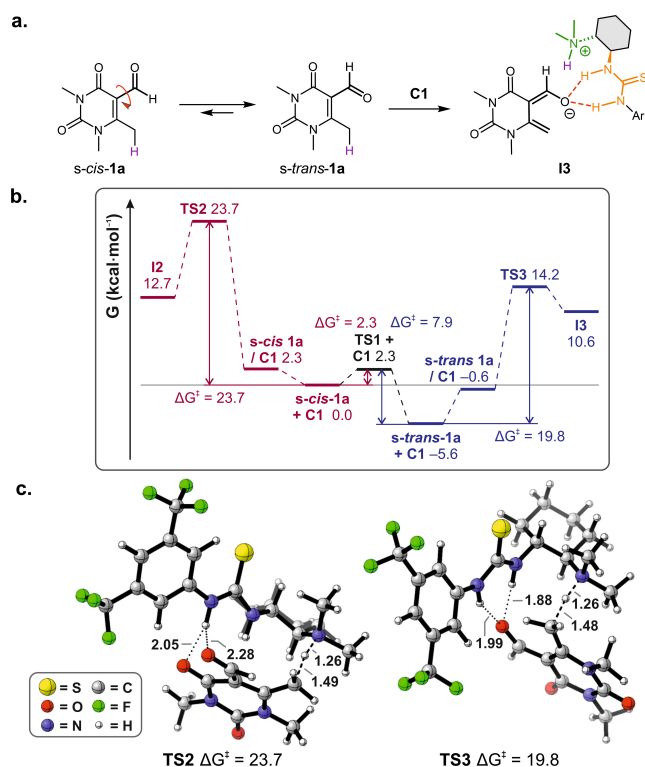 a.
O
O
N
H
O
N
H
s-cis-1a
O
H
N
O
O
N
H
s-trans-1a
C1
N
H
⊕
H
N
S
H
N
Ar
O
H
N
O
⊖
O
N
I3
b.
G (kcal·mol⁻¹)
TS2 23.7
I2
12.7
s-cis 1a
/ C1 2.3
ΔG‡ = 23.7
s-cis-1a
+ C1 0.0
ΔG‡ = 2.3
ΔG‡ = 7.9
TS1 +
C1 2.3
s-trans-1a
+ C1 –5.6
s-trans 1a
/ C1 –0.6
TS3 14.2
I3
10.6
ΔG‡ = 19.8
c.
2.05
2.28
1.26
1.49
1.88
1.99
1.26
1.48
= S = C
= O = F
= N = H
TS2 ΔG‡ = 23.7
TS3 ΔG‡ = 19.8